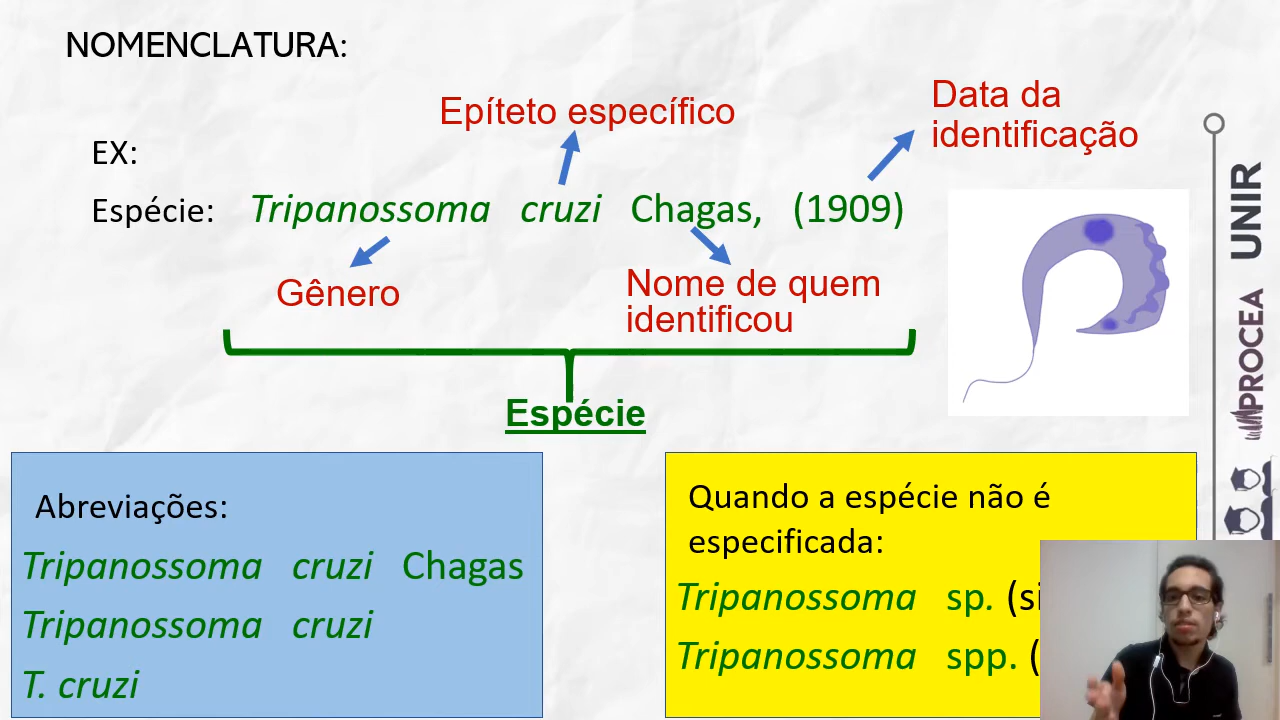 NOMENCLATURA:
Epíteto específico
Data da
identificação
EX:
Espécie: Tripanossoma cruzi Chagas, (1909)
Gênero
Nome de quem
identificou
Espécie
Abreviações:
Tripanossoma cruzi Chagas
Tripanossoma cruzi
T. cruzi
Quando a espécie não é
especificada:
Tripanossoma sp. (si
Tripanossoma spp. (
UNIR
PROCEA